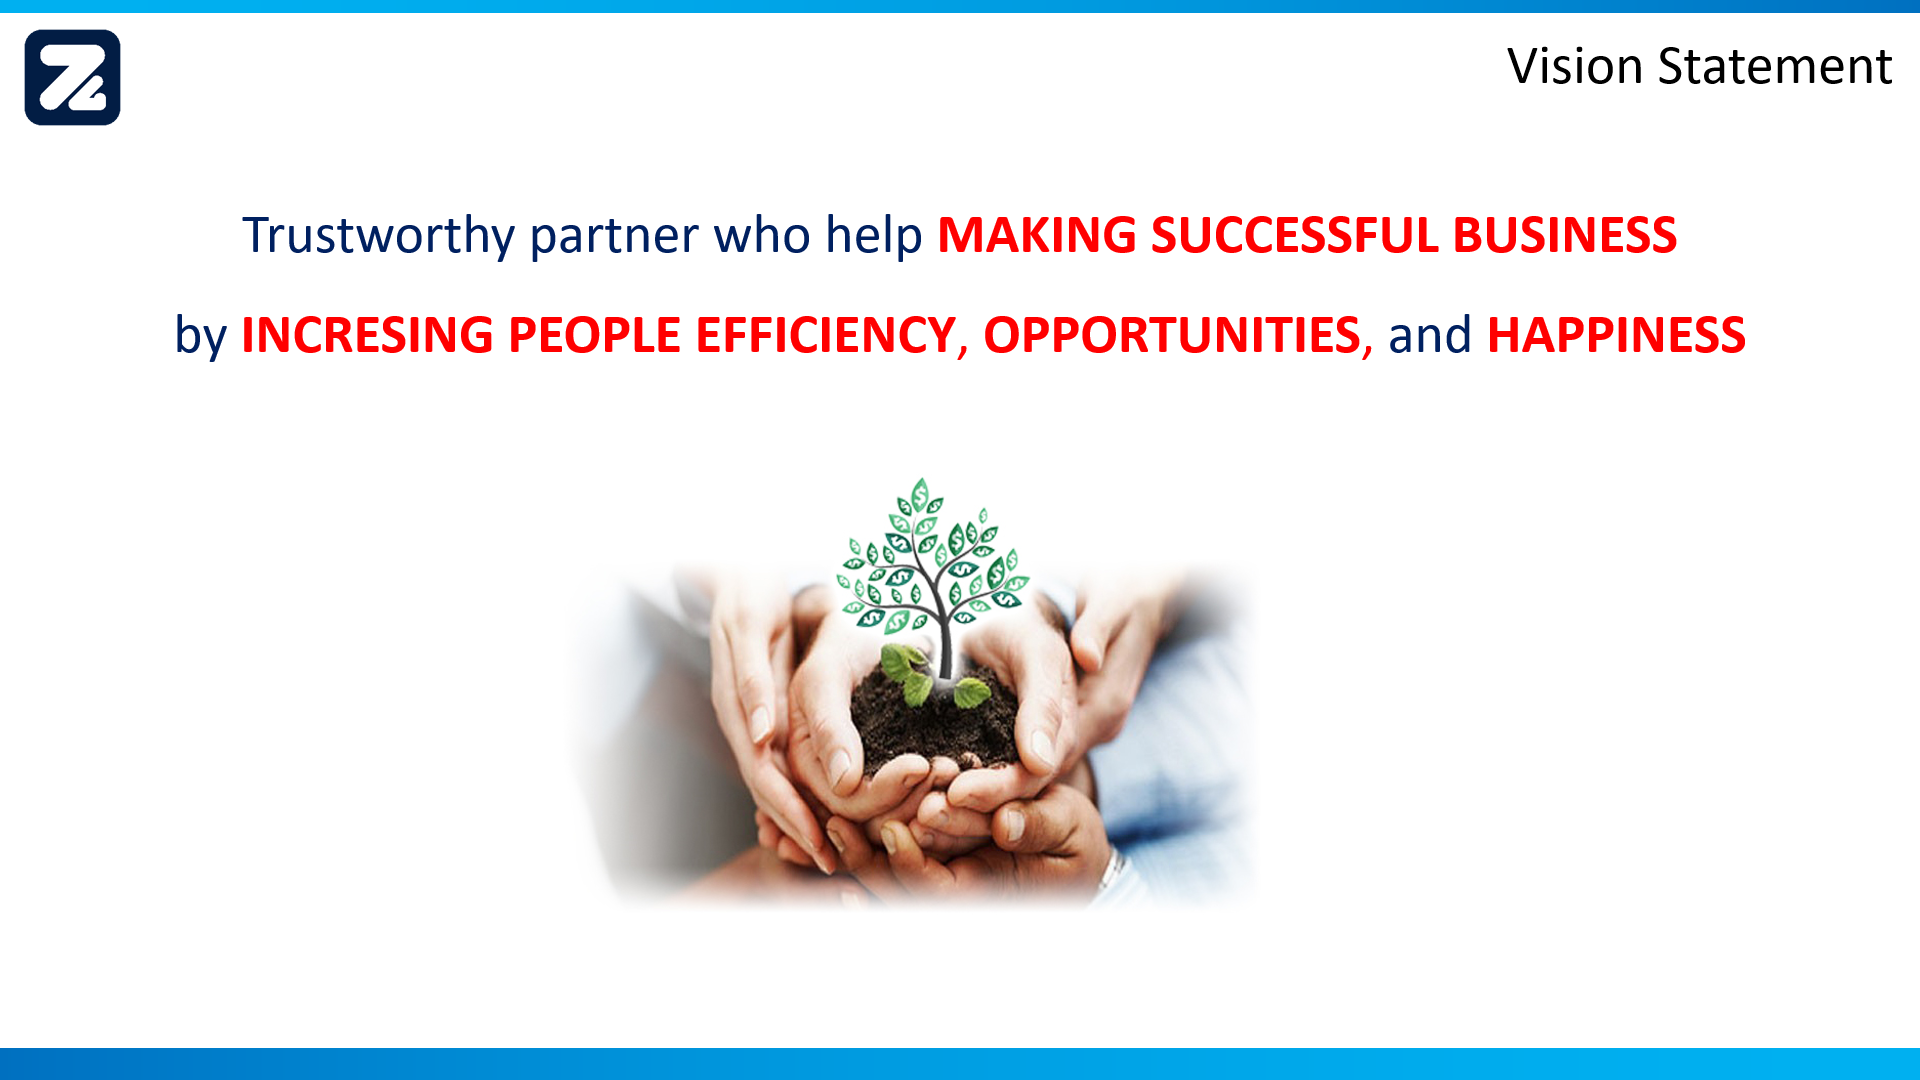 Vision Statement
Trustworthy partner who help MAKING SUCCESSFUL BUSINESS
by INCRESING PEOPLE EFFICIENCY, OPPORTUNITIES, and HAPPINESS